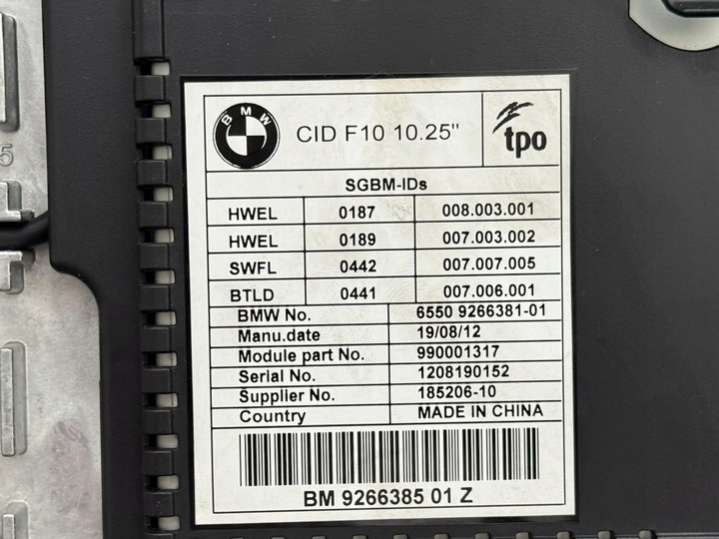 BMW CID F10 10.25" tpo
SGBM-IDs
HWEL 0187 008.003.001
HWEL 0189 007.003.002
SWFL 0442 007.007.005
BTLD 0441 007.006.001
BMW No. 6550 9266381-01
Manu.date 19/08/12
Module part No. 990001317
Serial No. 1208190152
Supplier No. 185206-10
Country MADE IN CHINA
BM 9266385 01 Z
5